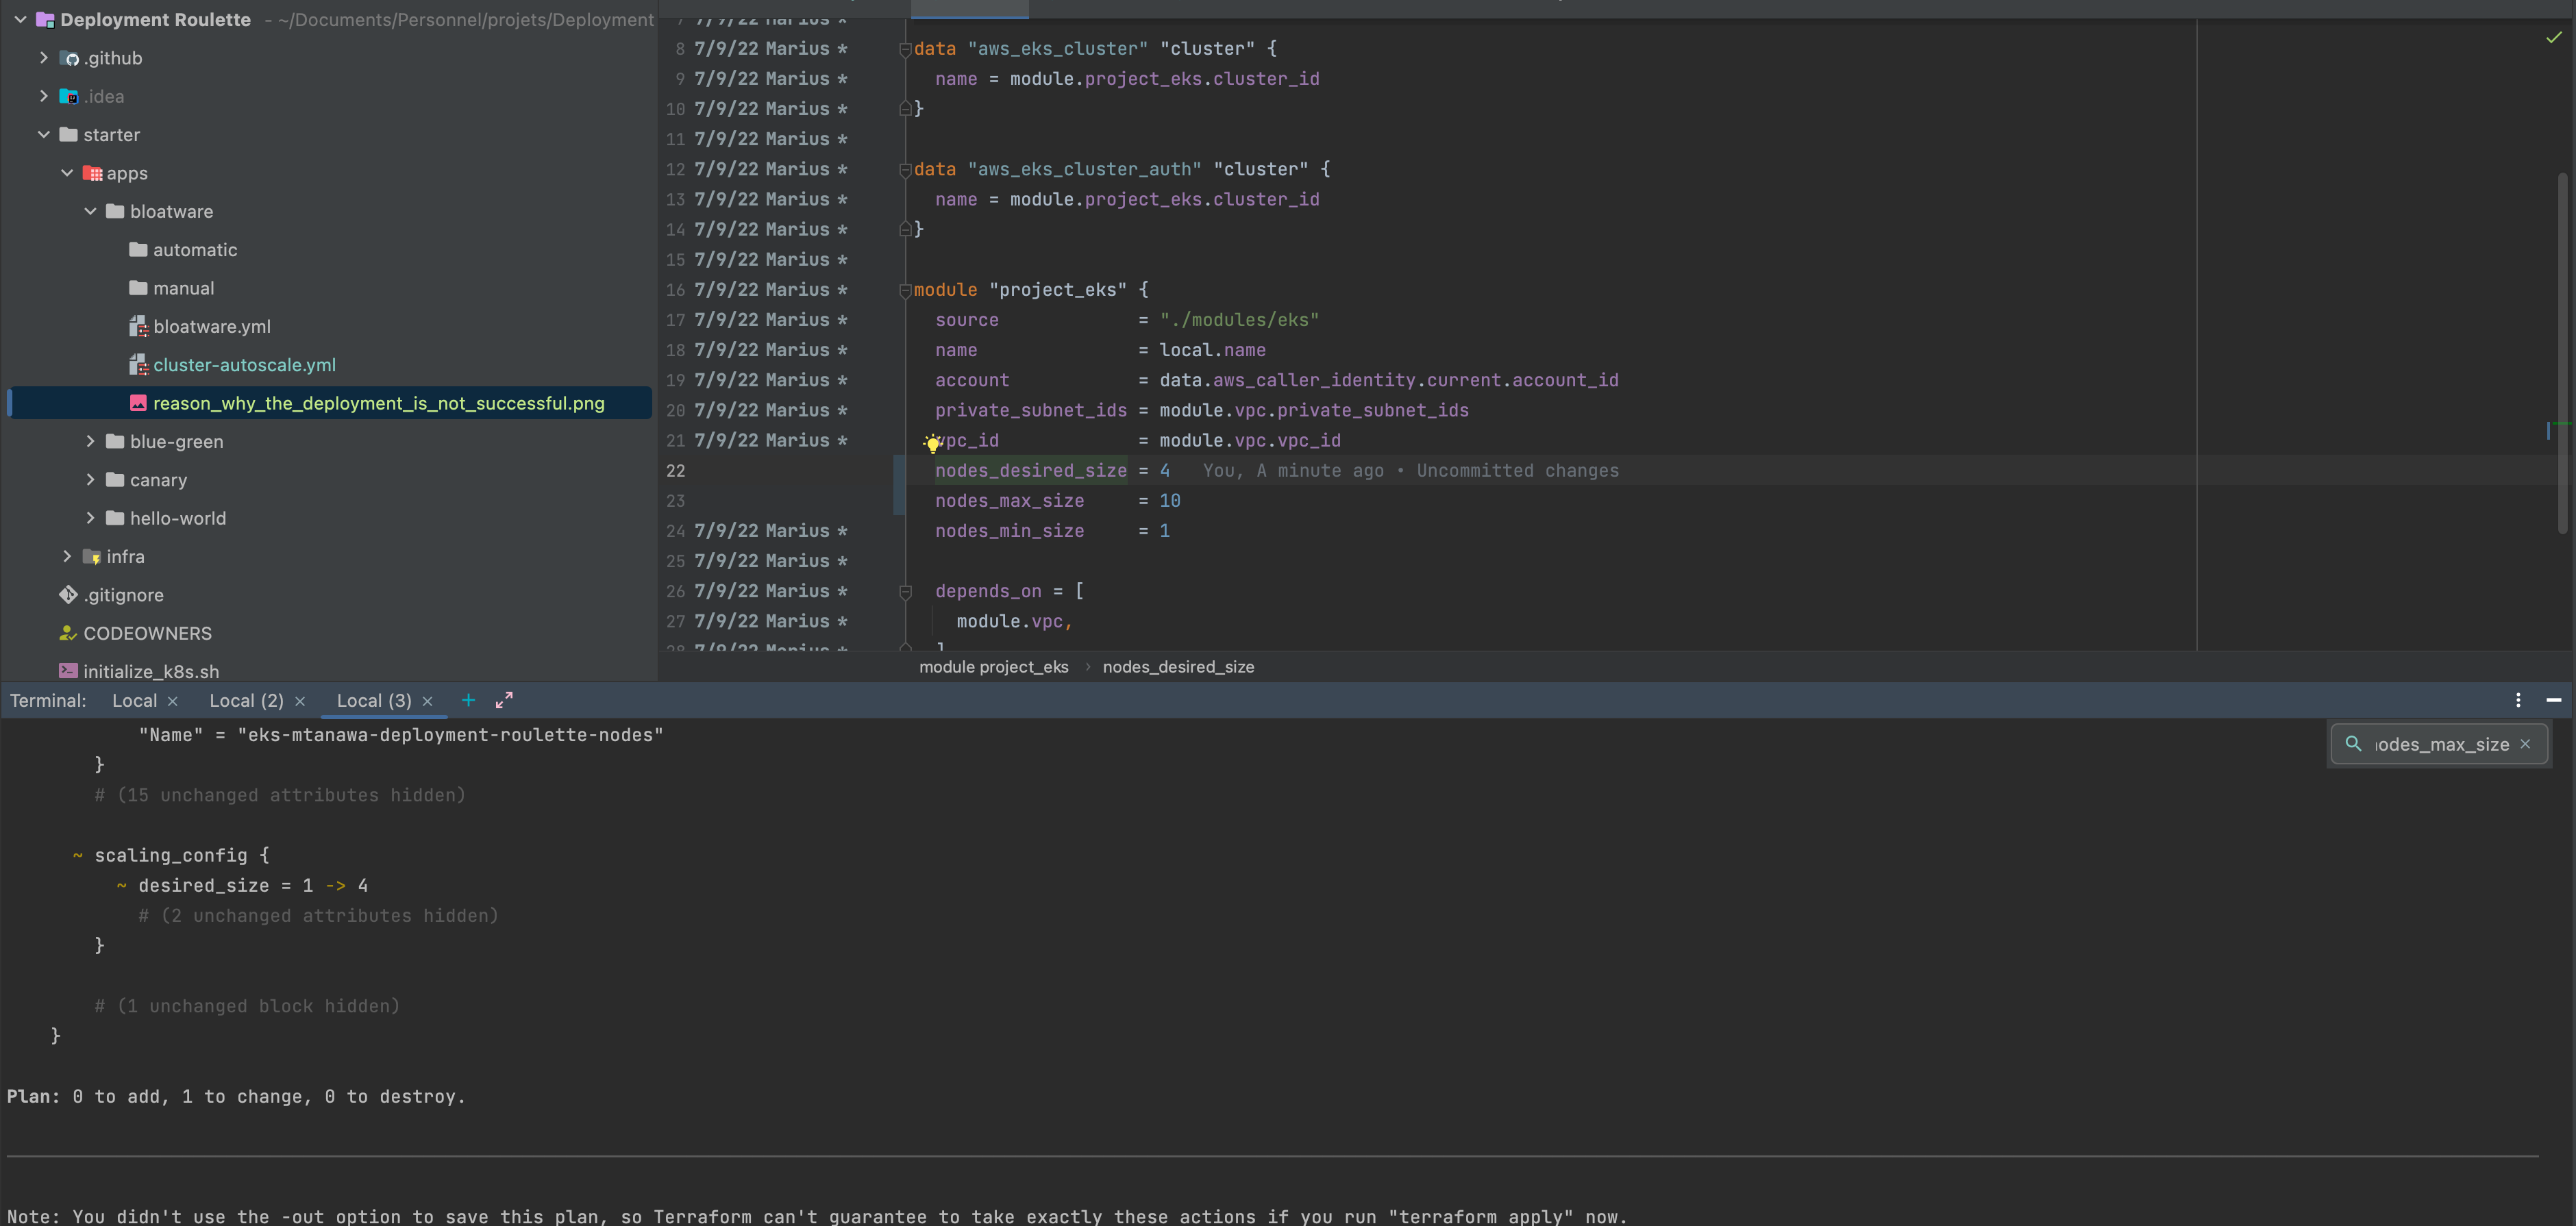 Deployment Roulette - ~/Documents/Personnel/projets/Deployment
.github
.idea
starter
apps
bloatware
automatic
manual
bloatware.yml
cluster-autoscale.yml
reason_why_the_deployment_is_not_successful.png
blue-green
canary
hello-world
infra
.gitignore
CODEOWNERS
initialize_k8s.sh
7 7/9/22 Marius *
8 7/9/22 Marius * data "aws_eks_cluster" "cluster" {
9 7/9/22 Marius * name = module.project_eks.cluster_id
10 7/9/22 Marius * }
11 7/9/22 Marius *
12 7/9/22 Marius * data "aws_eks_cluster_auth" "cluster" {
13 7/9/22 Marius * name = module.project_eks.cluster_id
14 7/9/22 Marius * }
15 7/9/22 Marius *
16 7/9/22 Marius * module "project_eks" {
17 7/9/22 Marius * source = "./modules/eks"
18 7/9/22 Marius * name = local.name
19 7/9/22 Marius * account = data.aws_caller_identity.current.account_id
20 7/9/22 Marius * private_subnet_ids = module.vpc.private_subnet_ids
21 7/9/22 Marius * vpc_id = module.vpc.vpc_id
22 nodes_desired_size = 4 You, A minute ago • Uncommitted changes
23 nodes_max_size = 10
24 7/9/22 Marius * nodes_min_size = 1
25 7/9/22 Marius *
26 7/9/22 Marius * depends_on = [
27 7/9/22 Marius * module.vpc,
28 7/9/22 Marius * ]
module project_eks › nodes_desired_size
Terminal: Local × Local (2) × Local (3) × +
odes_max_size ×
"Name" = "eks-mtanawa-deployment-roulette-nodes"
}
# (15 unchanged attributes hidden)
~ scaling_config {
~ desired_size = 1 -> 4
# (2 unchanged attributes hidden)
}
# (1 unchanged block hidden)
}
Plan: 0 to add, 1 to change, 0 to destroy.
Note: You didn't use the -out option to save this plan, so Terraform can't guarantee to take exactly these actions if you run "terraform apply" now.